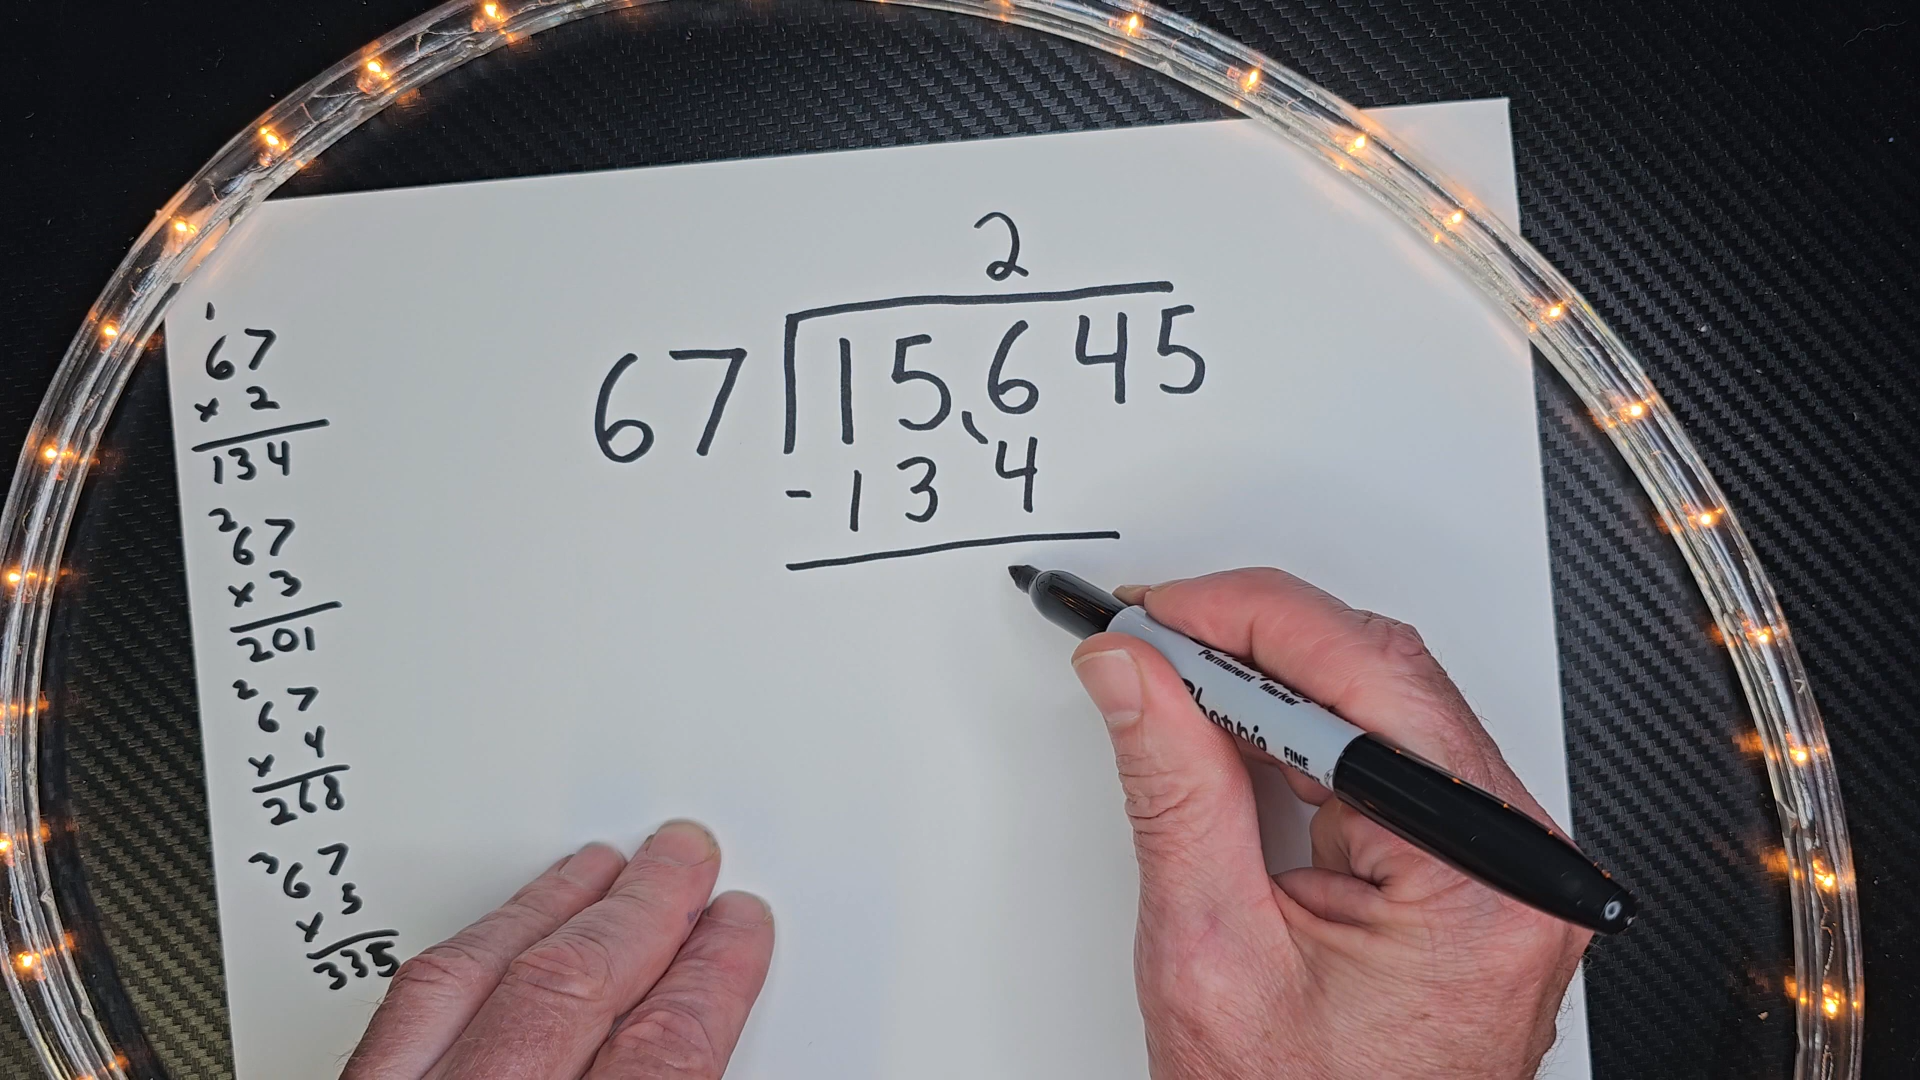 1
67
x 2
134
2
67
x 3
201
2
67
x 4
268
3
67
x 5
335
2
67 15,645
- 134
Permanent Marker
FINE